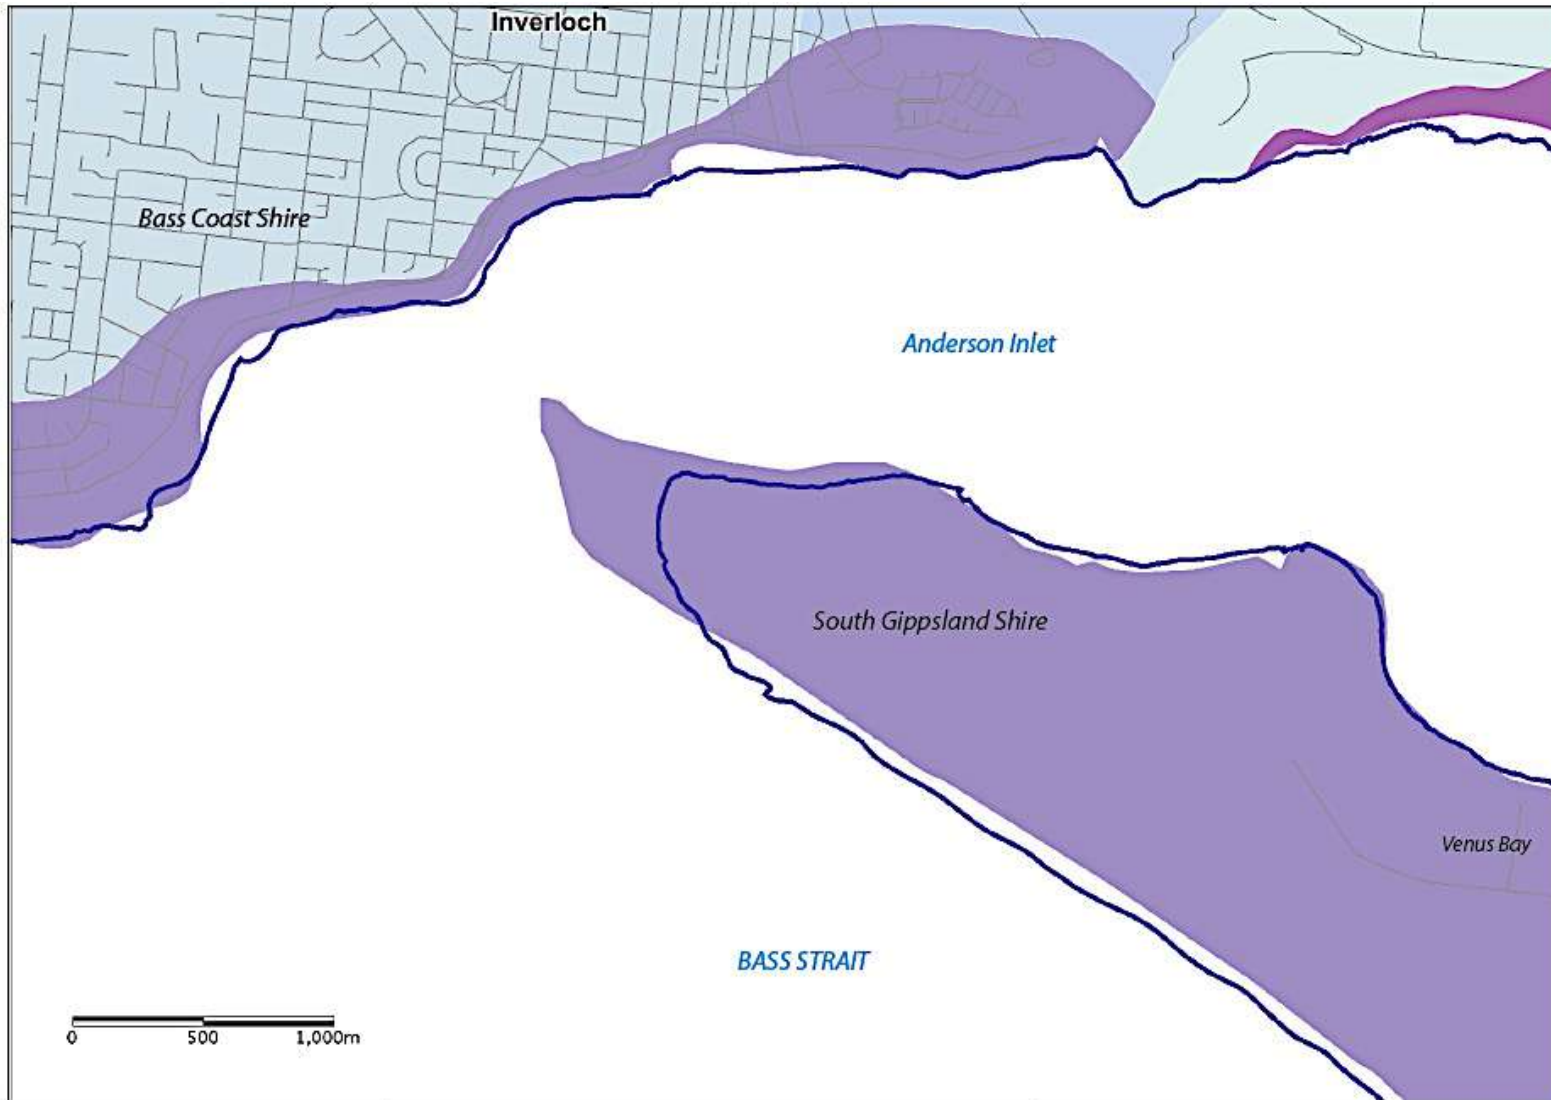 Inverloch
Bass Coast Shire
Anderson Inlet
South Gippsland Shire
Venus Bay
BASS STRAIT
0 500 1,000m